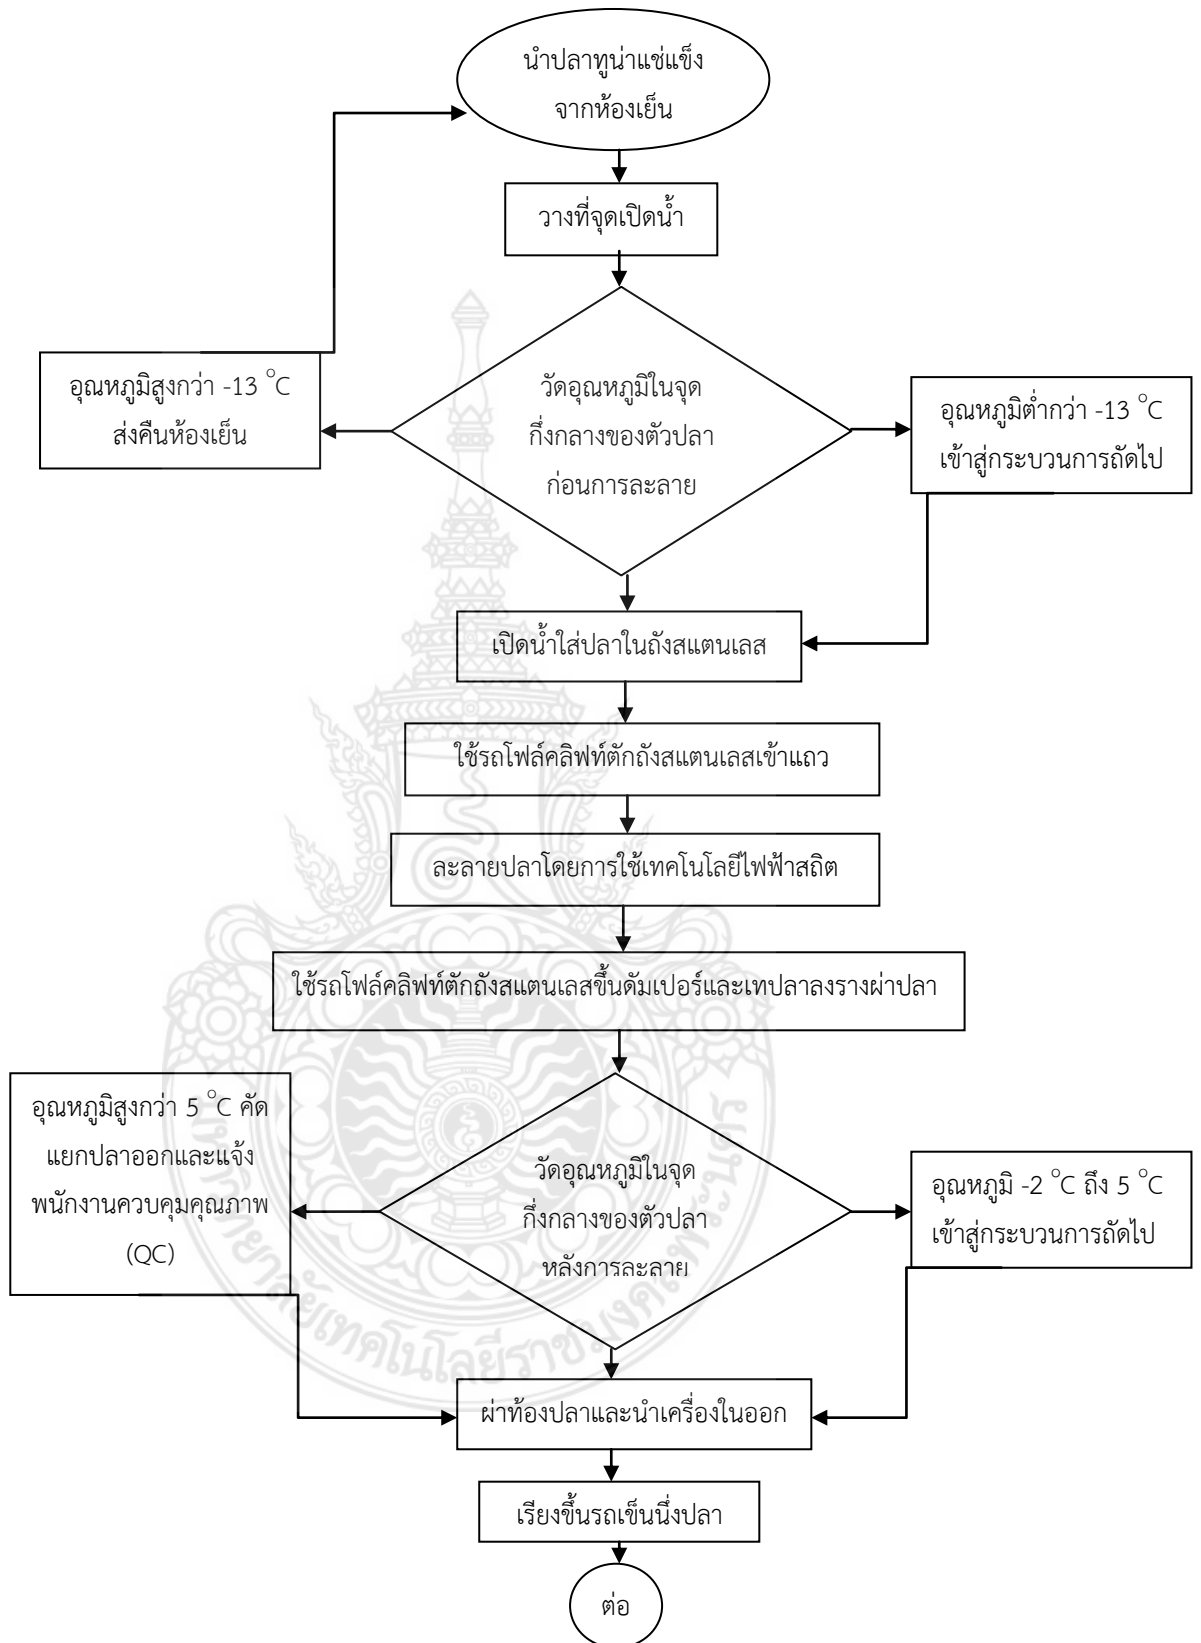 นำปลาทูน่าแช่แข็ง
จากห้องเย็น
วางที่จุดเปิดน้ำ
วัดอุณหภูมิในจุด
กึ่งกลางของตัวปลา
ก่อนการละลาย
อุณหภูมิสูงกว่า -13 °C
ส่งคืนห้องเย็น
อุณหภูมิต่ำกว่า -13 °C
เข้าสู่กระบวนการถัดไป
เปิดน้ำใส่ปลาในถังสแตนเลส
ใช้รถโฟล์คลิฟท์ตักถังสแตนเลสเข้าแถว
ละลายปลาโดยการใช้เทคโนโลยีไฟฟ้าสถิต
ใช้รถโฟล์คลิฟท์ตักถังสแตนเลสขึ้นดัมเปอร์และเทปลาลงรางผ่าปลา
วัดอุณหภูมิในจุด
กึ่งกลางของตัวปลา
หลังการละลาย
อุณหภูมิสูงกว่า 5 °C คัด
แยกปลาออกและแจ้ง
พนักงานควบคุมคุณภาพ
(QC)
อุณหภูมิ -2 °C ถึง 5 °C
เข้าสู่กระบวนการถัดไป
ผ่าท้องปลาและนำเครื่องในออก
เรียงขึ้นรถเข็นนึ่งปลา
ต่อ